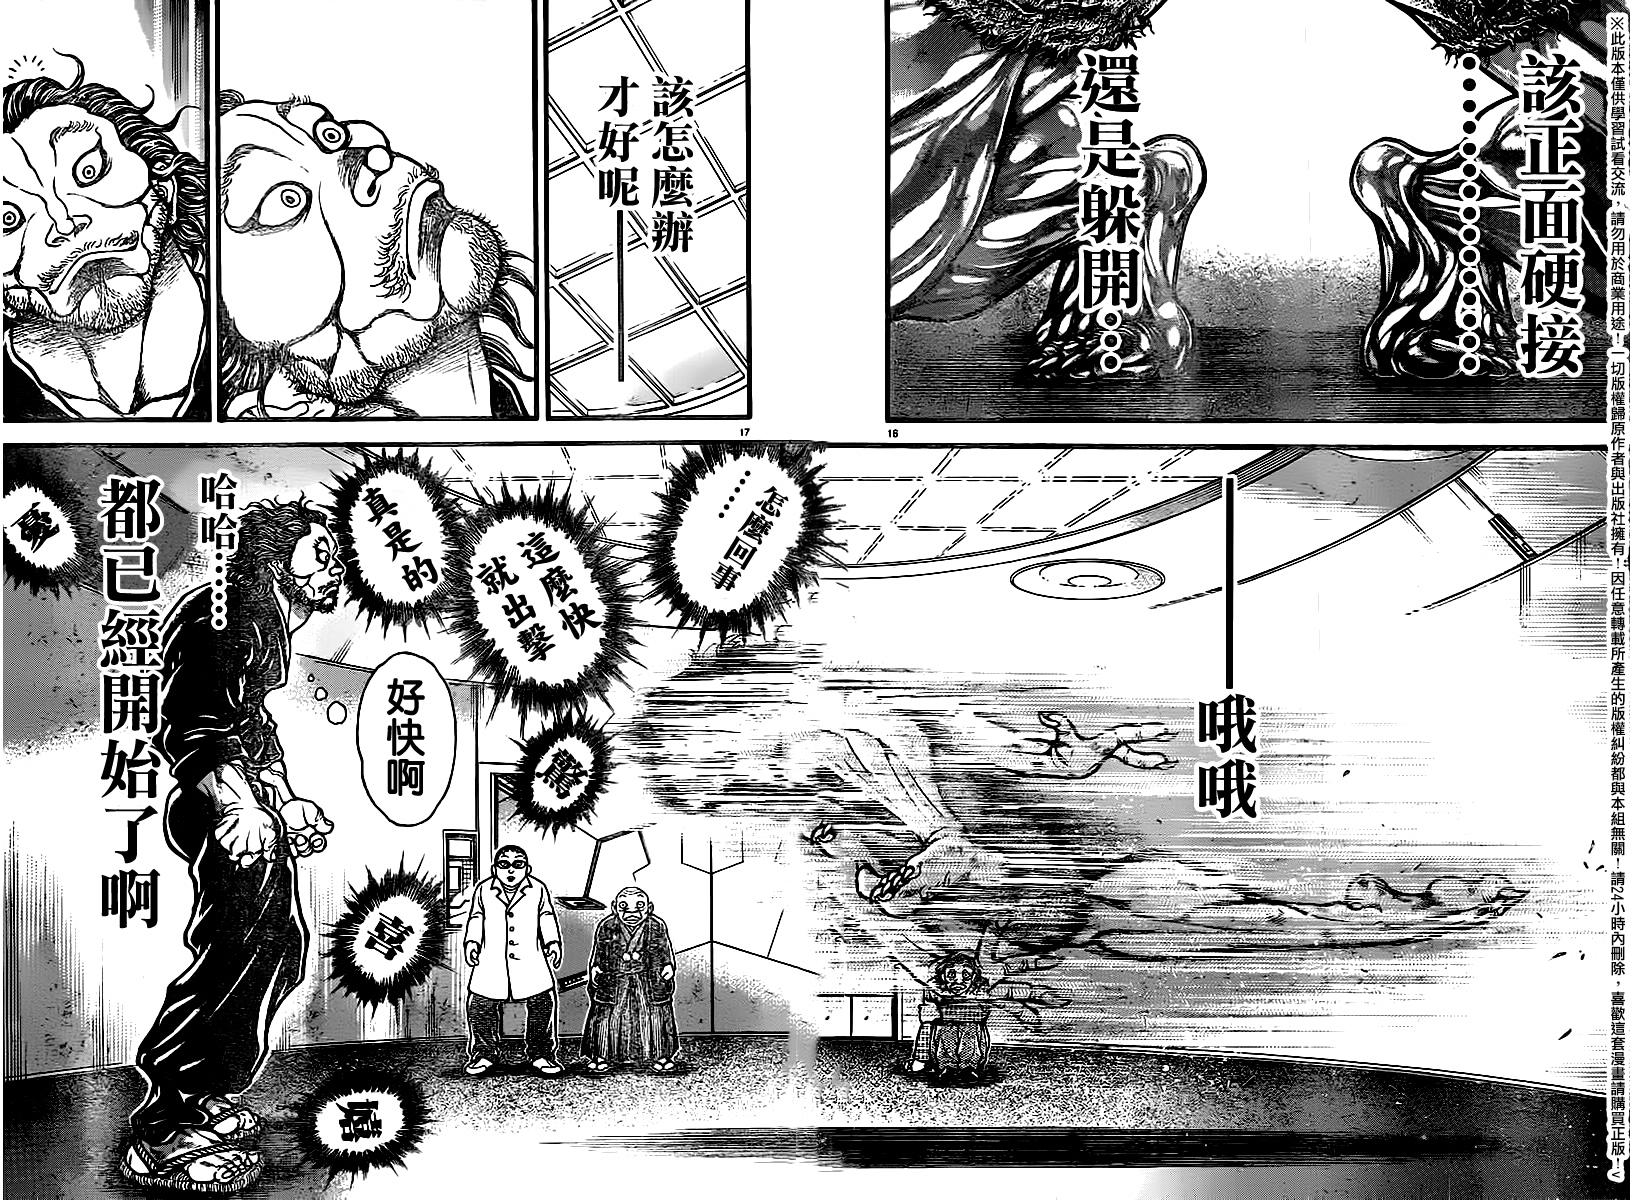 ※此版本僅供學習試看交流，請勿用於商業用途！一切版權歸原作者與出版社擁有！因任意轉載所產生的版權糾紛都與本組無關！請24小時內刪除，喜歡這套漫畫請購買正版！
該正面硬接
…………………
還是躲開……
該怎麼辦
才好呢——
16
17
——哦哦
怎麼回事
……
這麼快
就出擊
真是的
好快啊
驚
喜
嬉
憂
哈哈………
都已經開始了啊